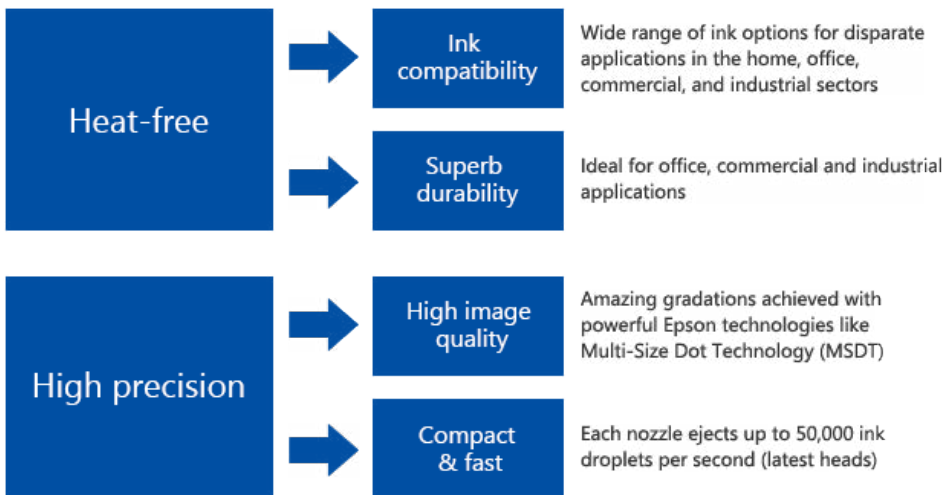 Heat-free
Ink
compatibility
Wide range of ink options for disparate
applications in the home, office,
commercial, and industrial sectors
Superb
durability
Ideal for office, commercial and industrial
applications
High precision
High image
quality
Amazing gradations achieved with
powerful Epson technologies like
Multi-Size Dot Technology (MSDT)
Compact
& fast
Each nozzle ejects up to 50,000 ink
droplets per second (latest heads)